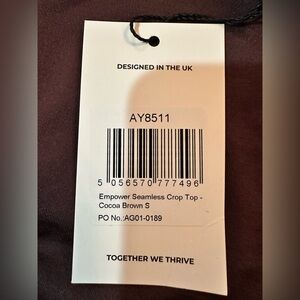 DESIGNED IN THE UK
AY8511
5 056570 777496
Empower Seamless Crop Top -
Cocoa Brown S
PO No.:AG01-0189
TOGETHER WE THRIVE